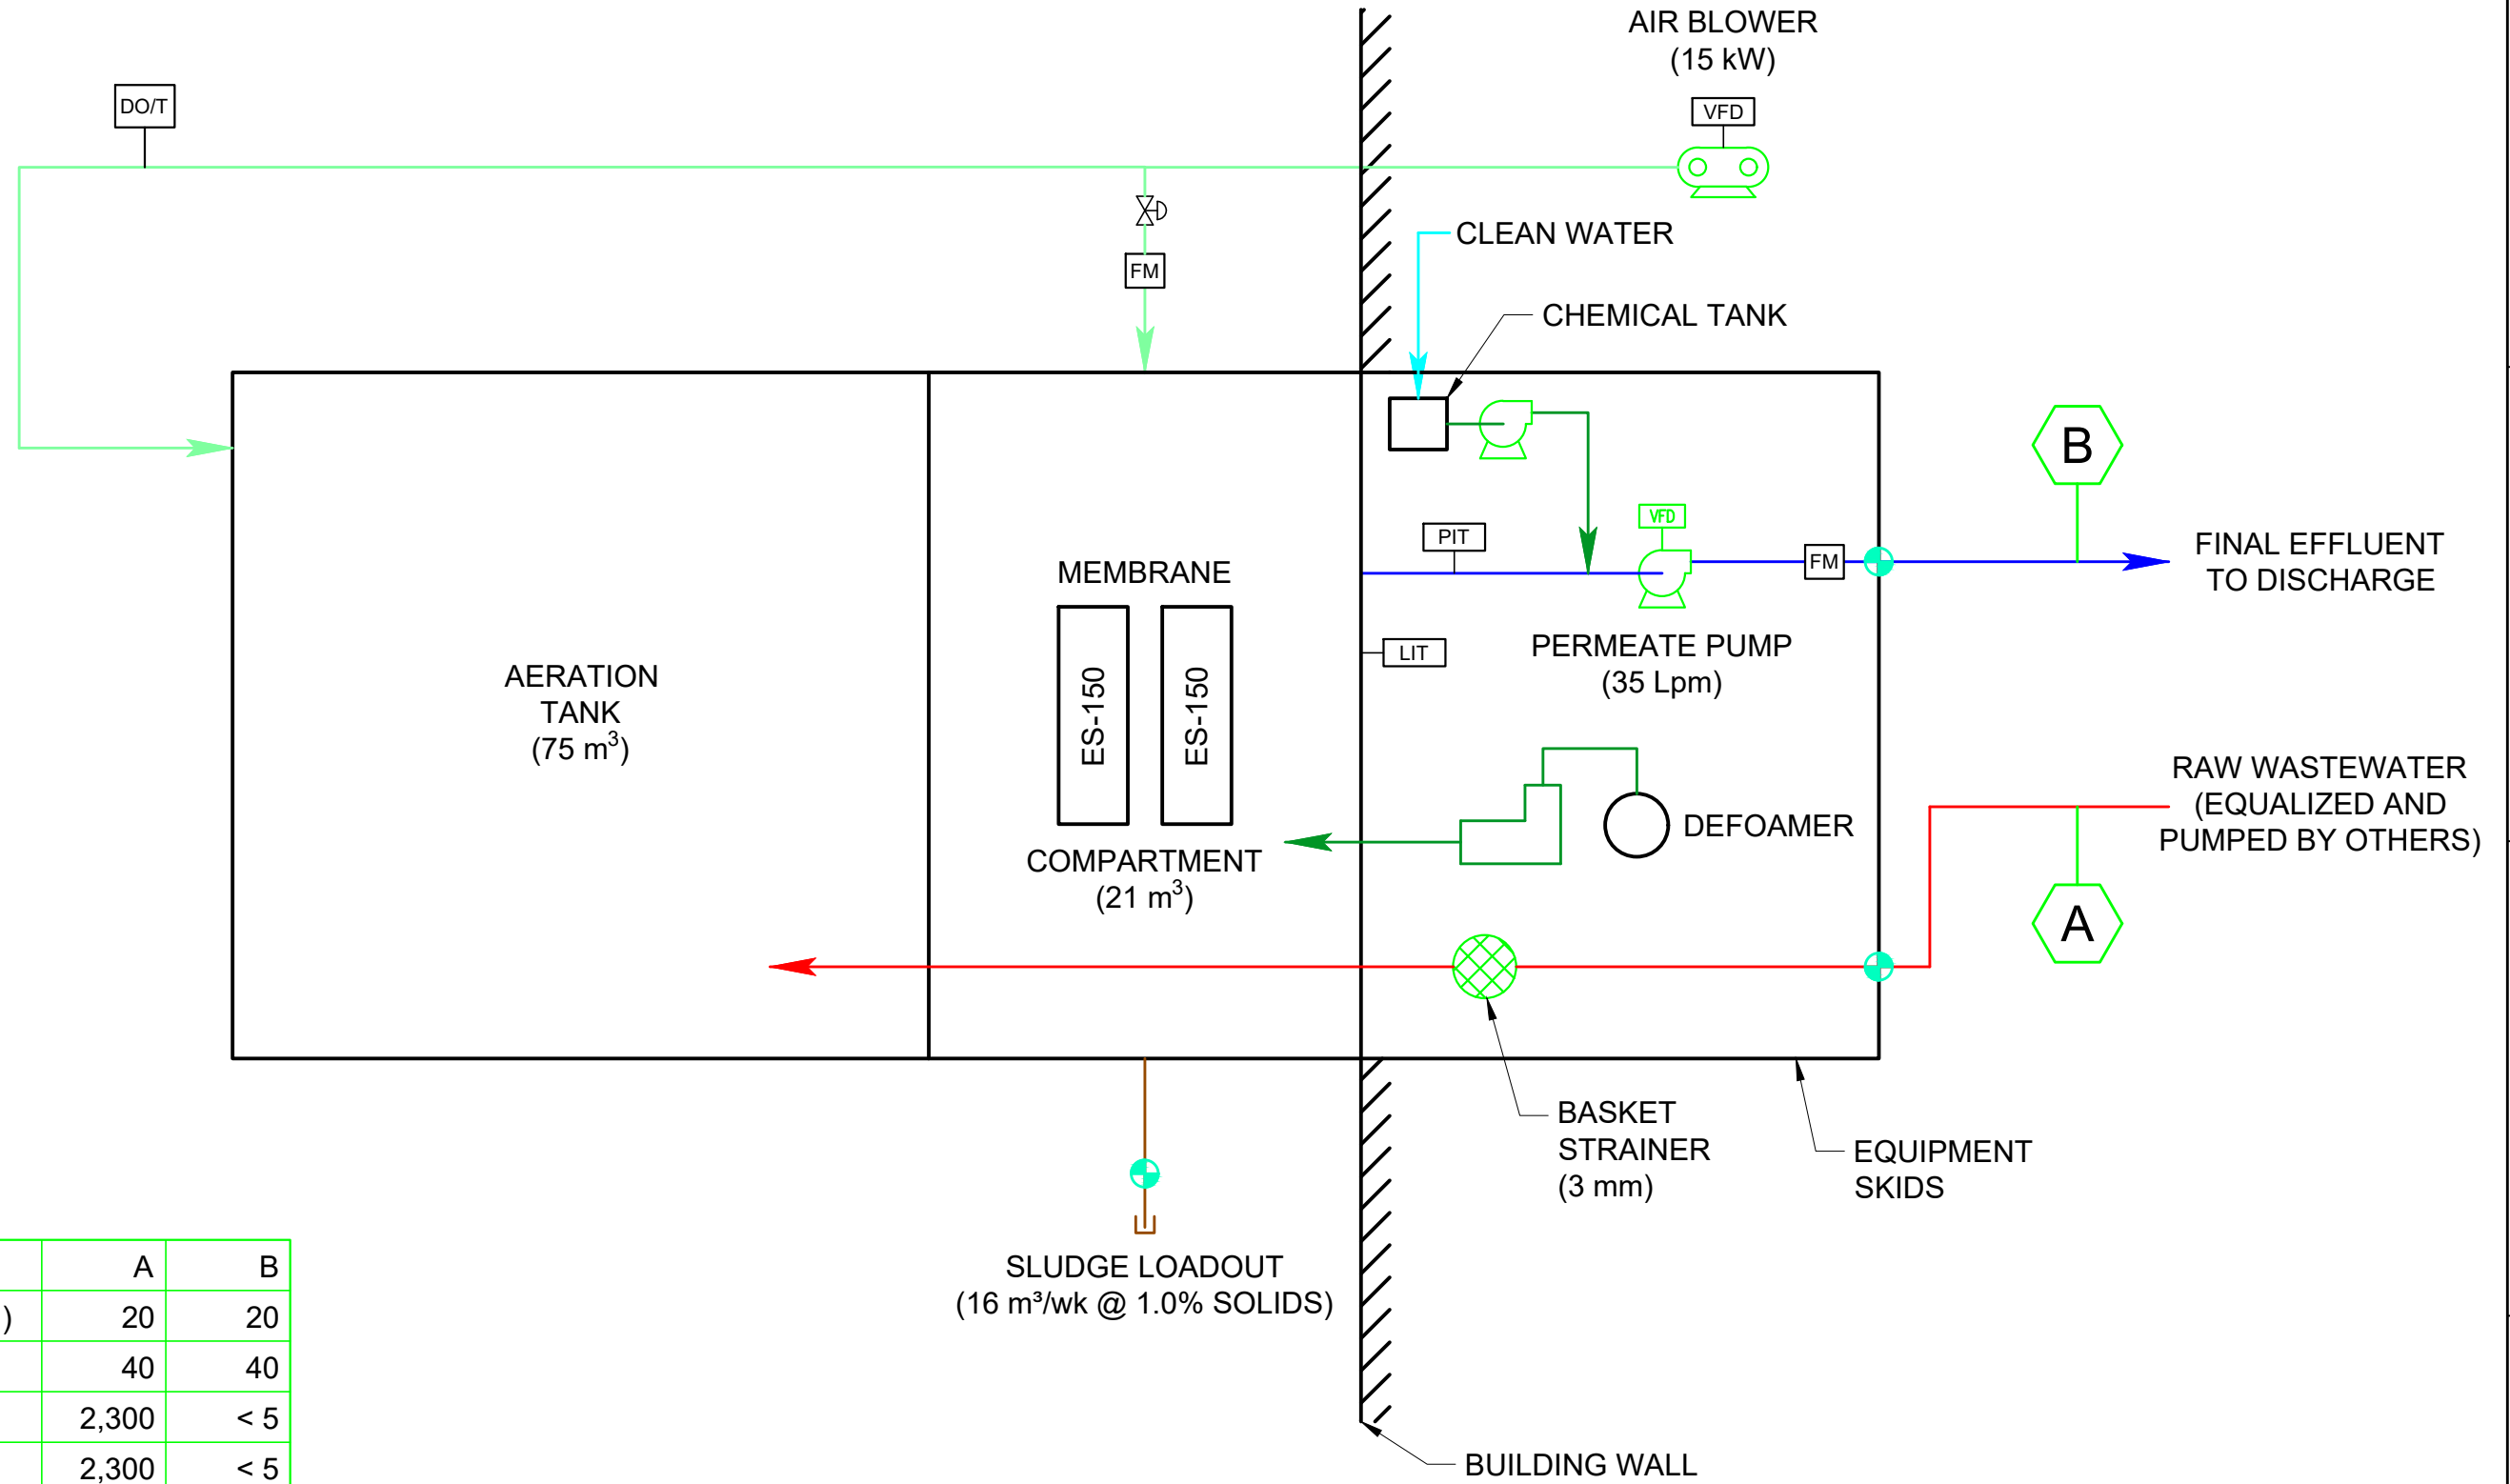 AIR BLOWER
(15 kW)
DO/T
VFD
CLEAN WATER
FM
CHEMICAL TANK
B
VFD
PIT
FM
FINAL EFFLUENT
TO DISCHARGE
MEMBRANE
ES-150
ES-150
COMPARTMENT
(21 m³)
LIT
PERMEATE PUMP
(35 Lpm)
AERATION
TANK
(75 m³)
RAW WASTEWATER
(EQUALIZED AND
PUMPED BY OTHERS)
DEFOAMER
A
BASKET
STRAINER
(3 mm)
EQUIPMENT
SKIDS
SLUDGE LOADOUT
(16 m³/wk @ 1.0% SOLIDS)
A B
) 20 20
40 40
2,300 < 5
2,300 < 5
BUILDING WALL